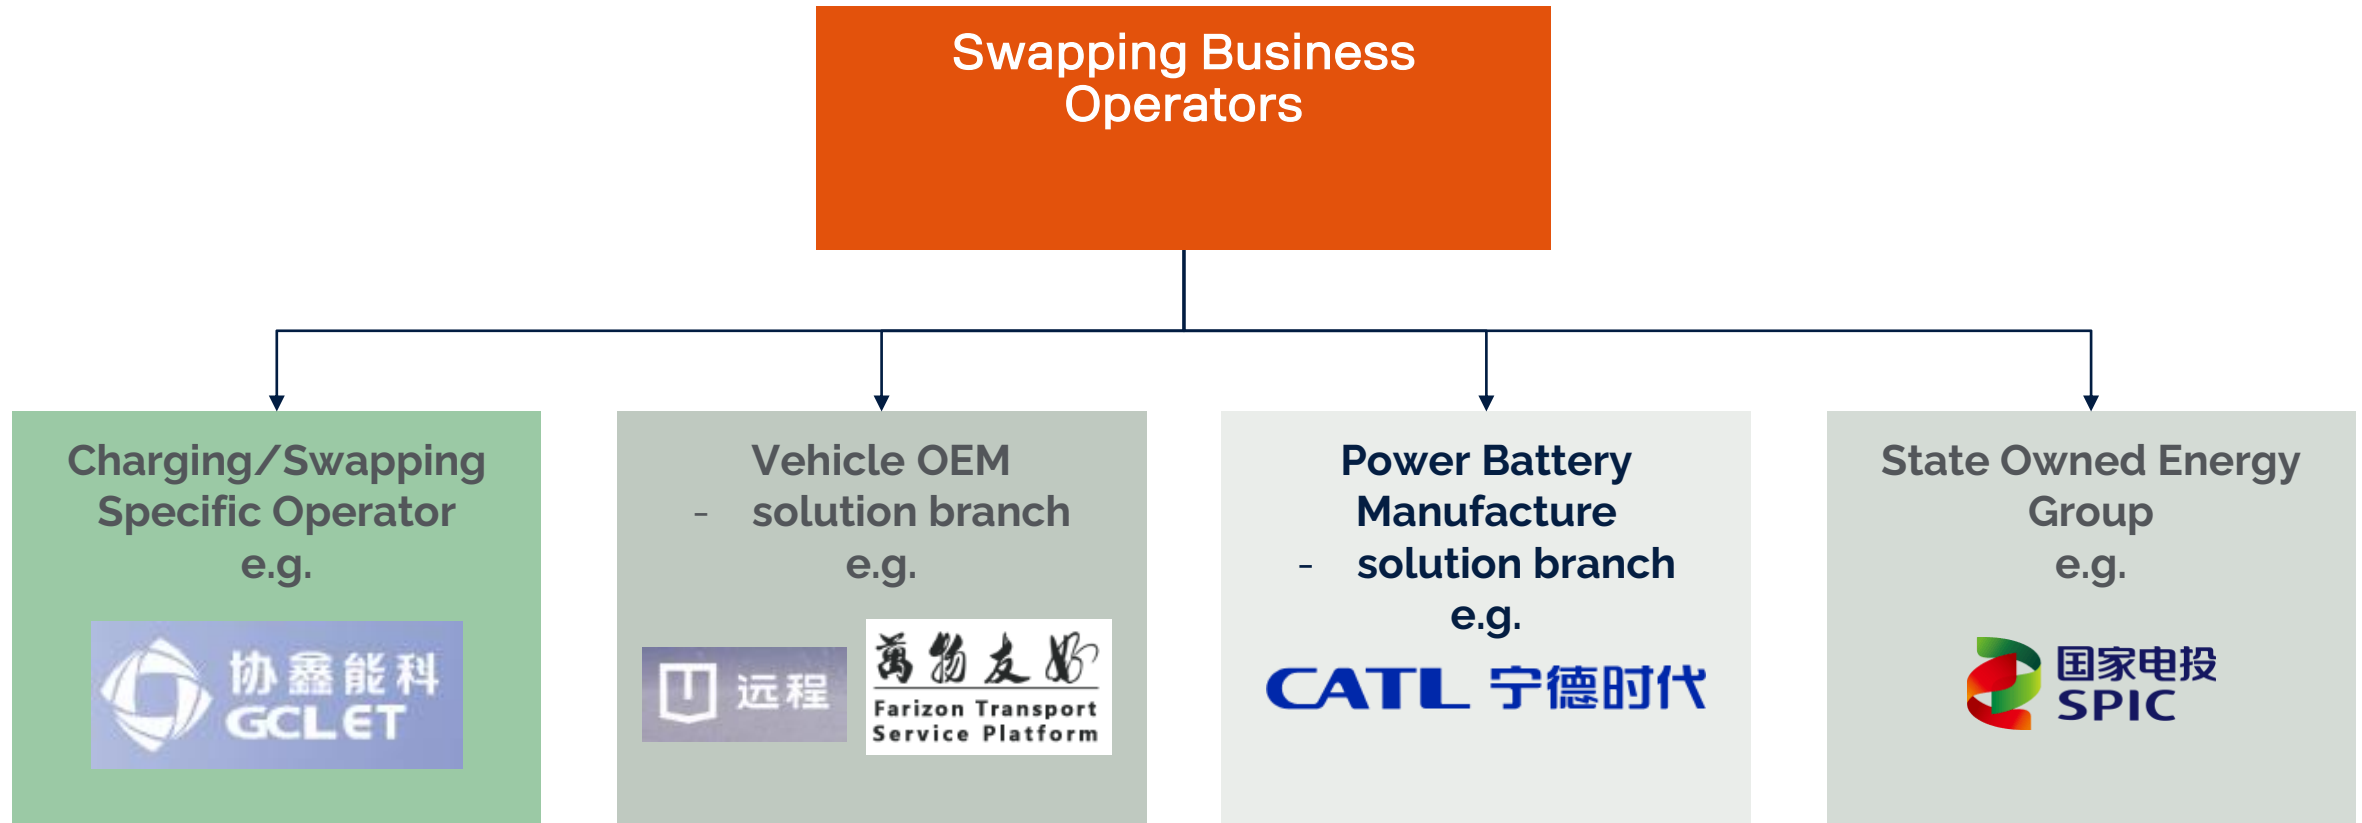 Swapping Business
Operators
Charging/Swapping
Specific Operator
e.g.
协鑫能科
GCLET
Vehicle OEM
- solution branch
e.g.
远程
萬物友好
Farizon Transport
Service Platform
Power Battery
Manufacture
- solution branch
e.g.
CATL 宁德时代
State Owned Energy
Group
e.g.
国家电投
SPIC